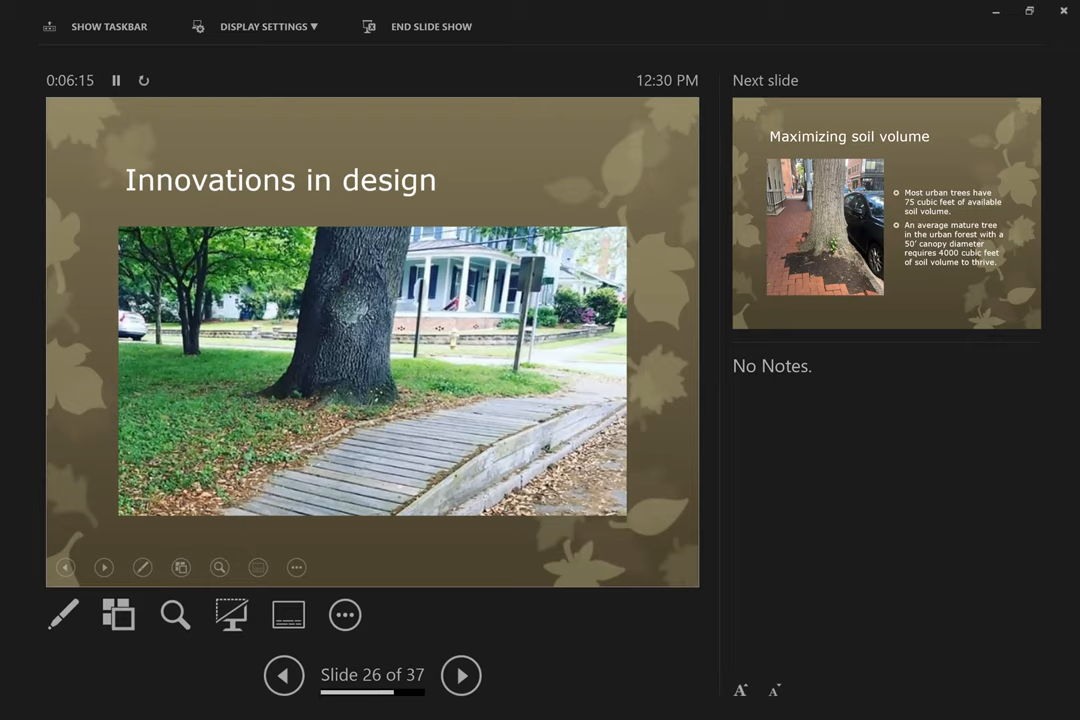 SHOW TASKBAR
DISPLAY SETTINGS ▼
END SLIDE SHOW
0:06:15
12:30 PM
Next slide
Innovations in design
Maximizing soil volume
Most urban trees have
75 cubic feet of available
soil volume.
An average mature tree
in the urban forest with a
50' canopy diameter
requires 4000 cubic feet
of soil volume to thrive.
No Notes.
Slide 26 of 37
A A